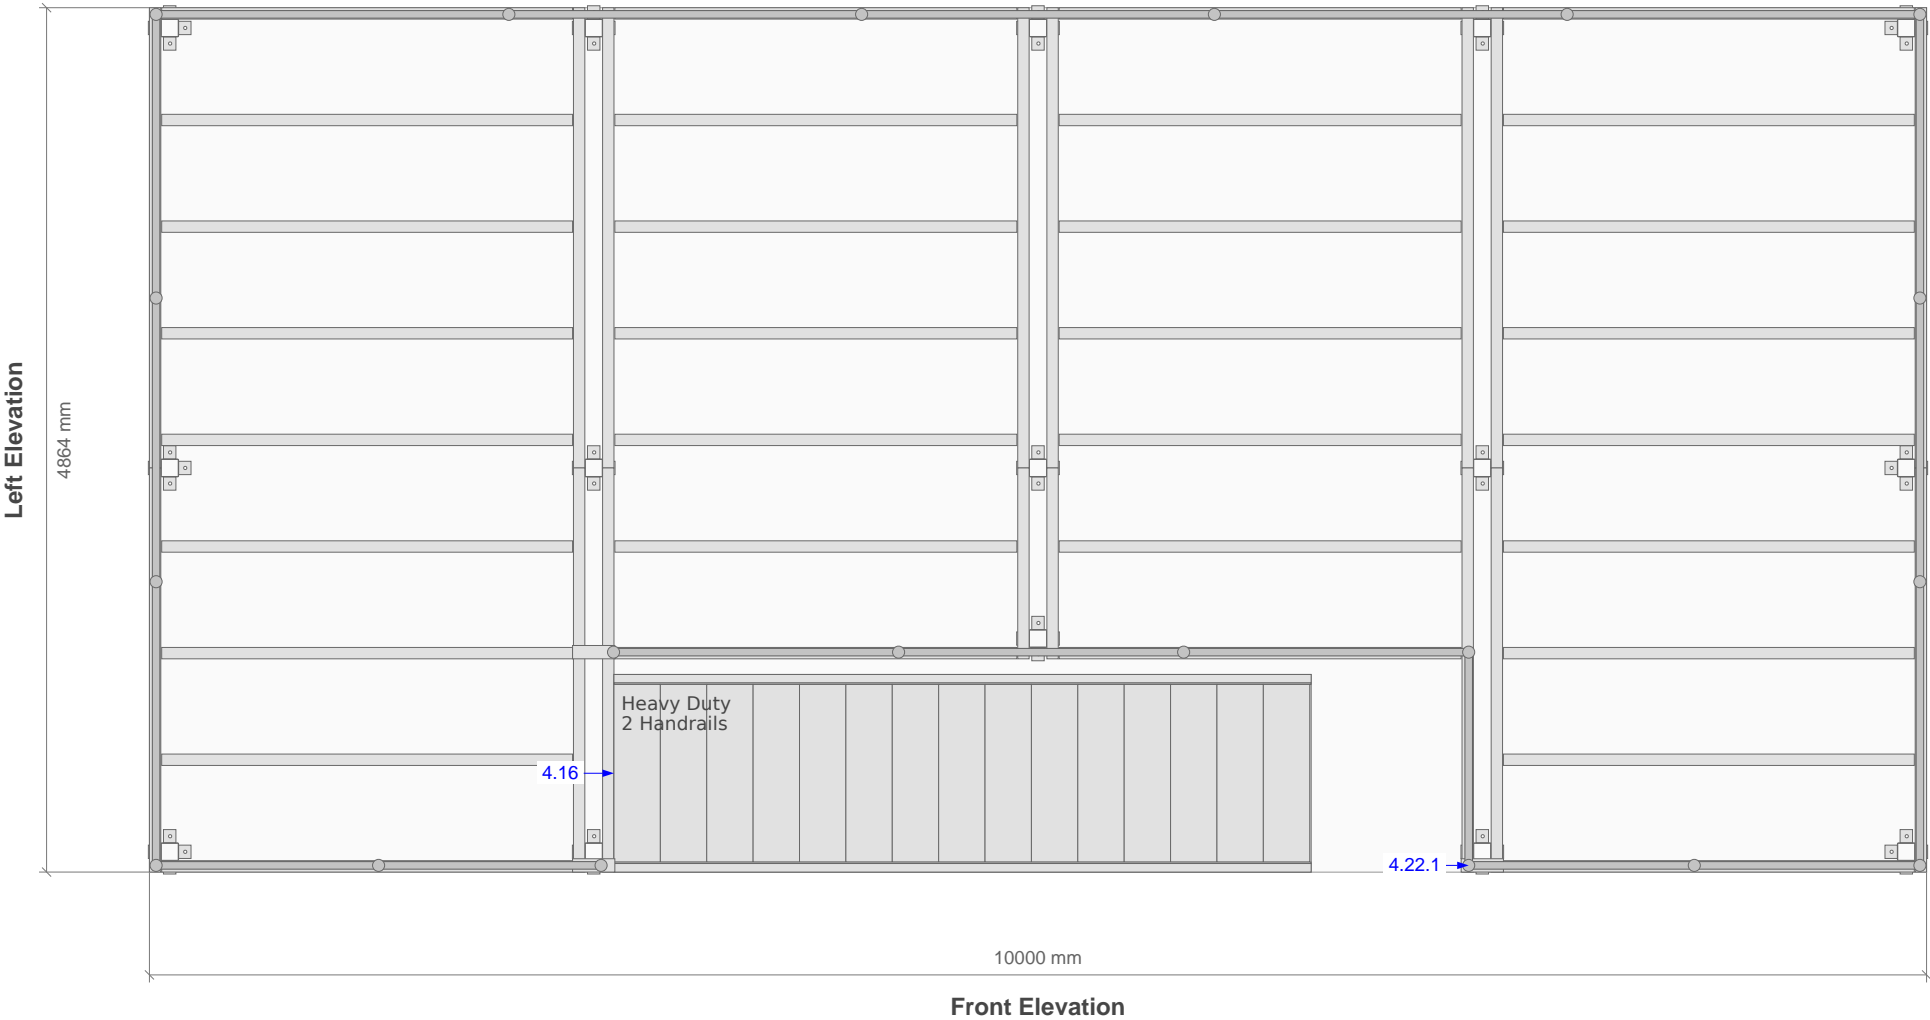 Left Elevation
4864 mm
Heavy Duty
2 Handrails
4.16
4.22.1
10000 mm
Front Elevation